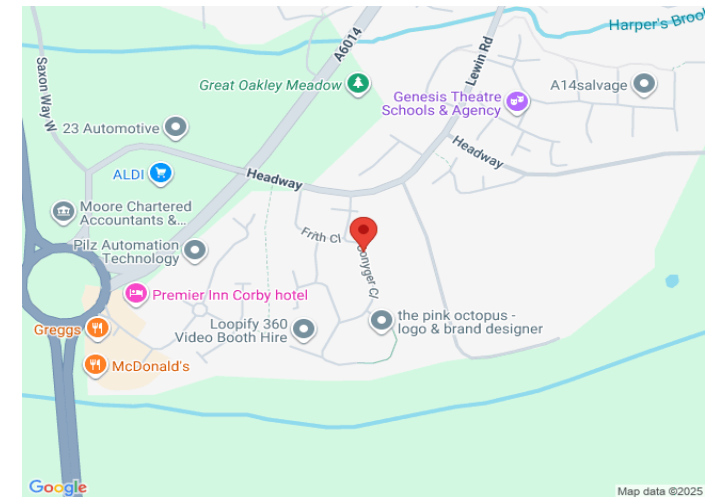 Harper's Brook
A6014
Lewin Rd
Saxon Way W
Great Oakley Meadow
A14salvage
Genesis Theatre
Schools & Agency
23 Automotive
Headway
ALDI
Headway
Moore Chartered
Accountants &...
Frith Cl
Pilz Automation
Technology
Conyger Cl
Premier Inn Corby hotel
the pink octopus -
logo & brand designer
Loopify 360
Video Booth Hire
Greggs
McDonald's
Google
Map data ©2025